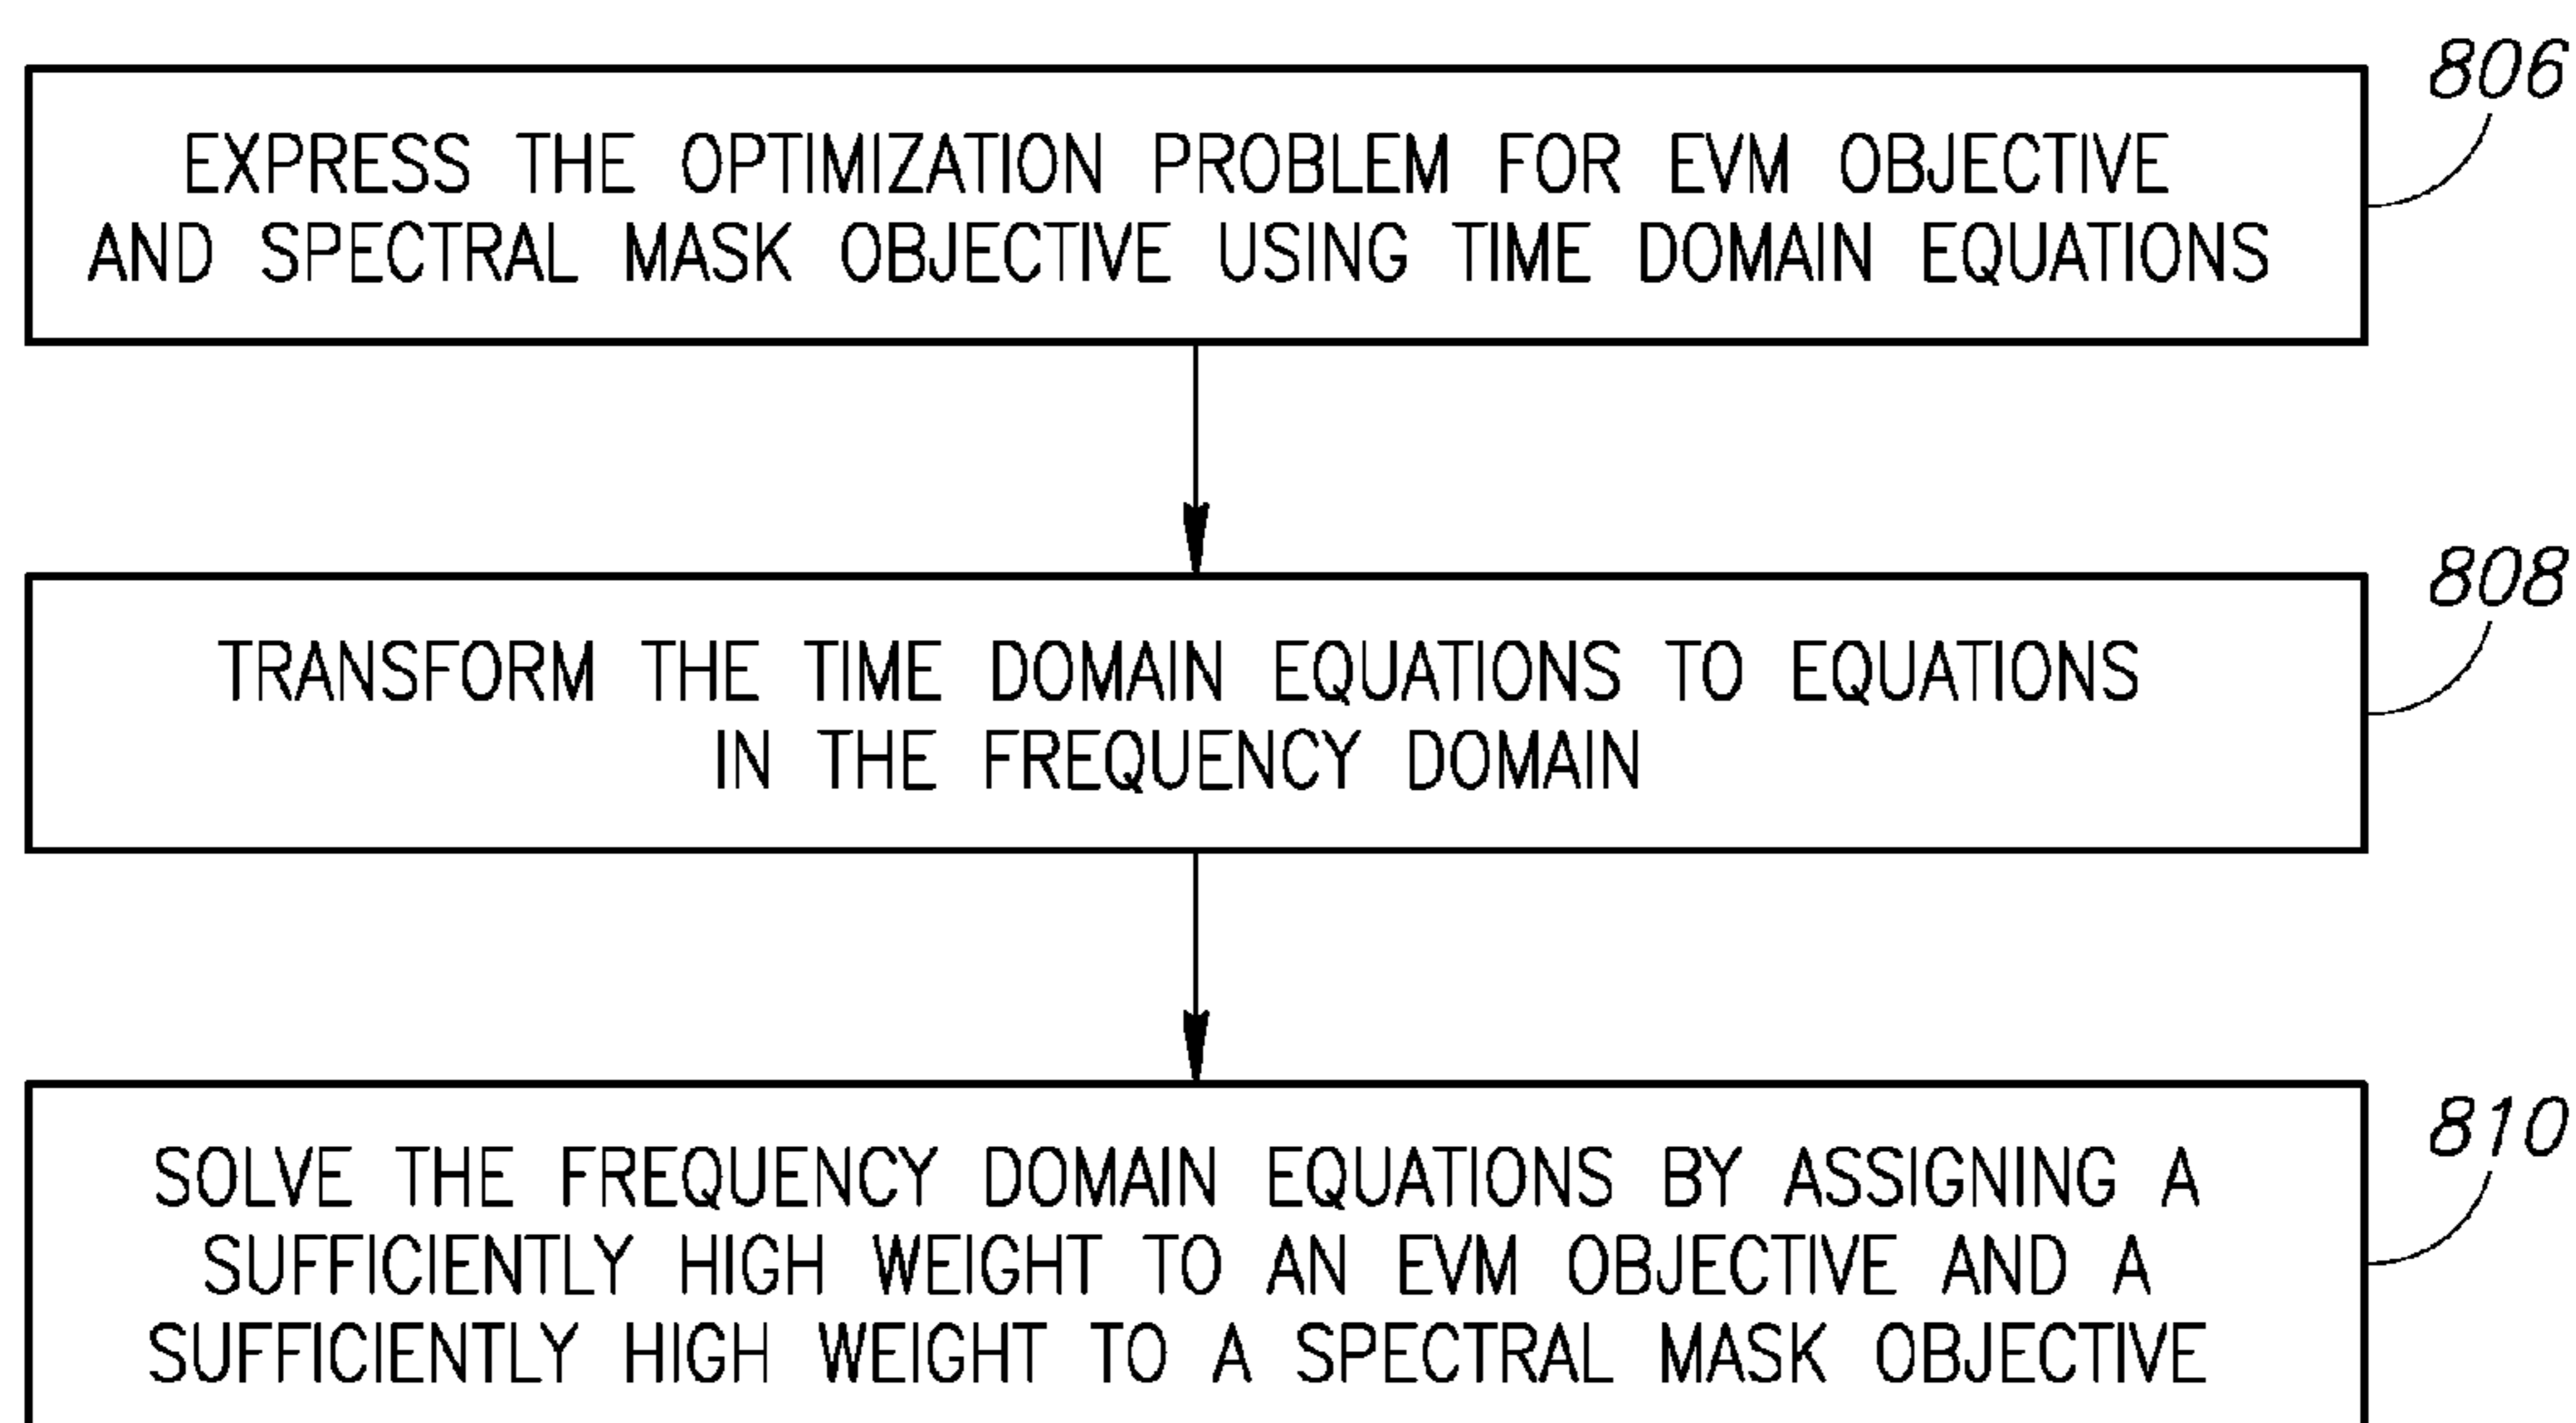 806
EXPRESS THE OPTIMIZATION PROBLEM FOR EVM OBJECTIVE
AND SPECTRAL MASK OBJECTIVE USING TIME DOMAIN EQUATIONS
808
TRANSFORM THE TIME DOMAIN EQUATIONS TO EQUATIONS
IN THE FREQUENCY DOMAIN
810
SOLVE THE FREQUENCY DOMAIN EQUATIONS BY ASSIGNING A
SUFFICIENTLY HIGH WEIGHT TO AN EVM OBJECTIVE AND A
SUFFICIENTLY HIGH WEIGHT TO A SPECTRAL MASK OBJECTIVE